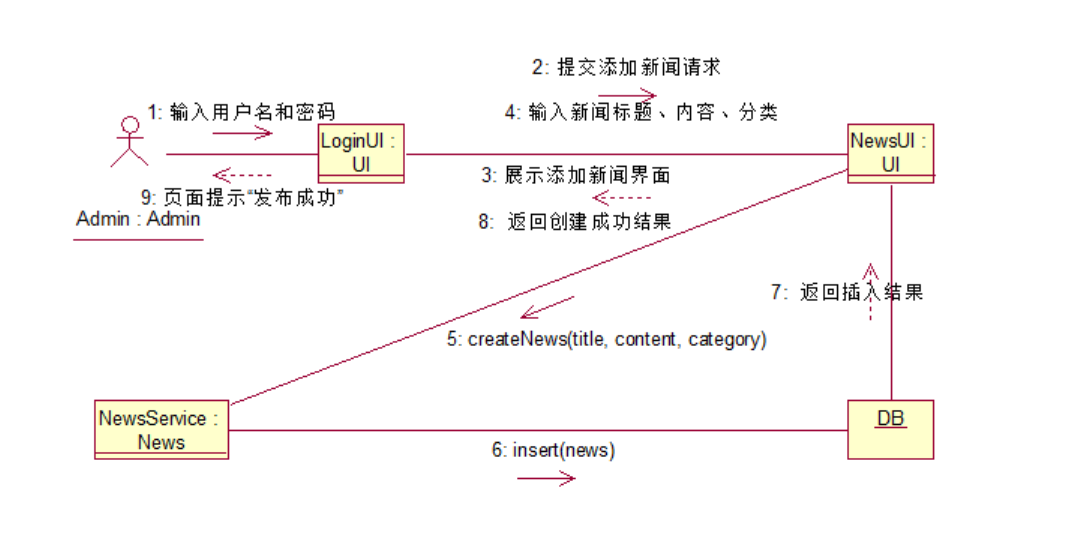 2: 提交添加新闻请求
1: 输入用户名和密码
4: 输入新闻标题、内容、分类
LoginUI :
UI
NewsUI :
UI
3: 展示添加新闻界面
9: 页面提示“发布成功”
Admin : Admin
8: 返回创建成功结果
7: 返回插入结果
5: createNews(title, content, category)
NewsService :
News
DB
6: insert(news)